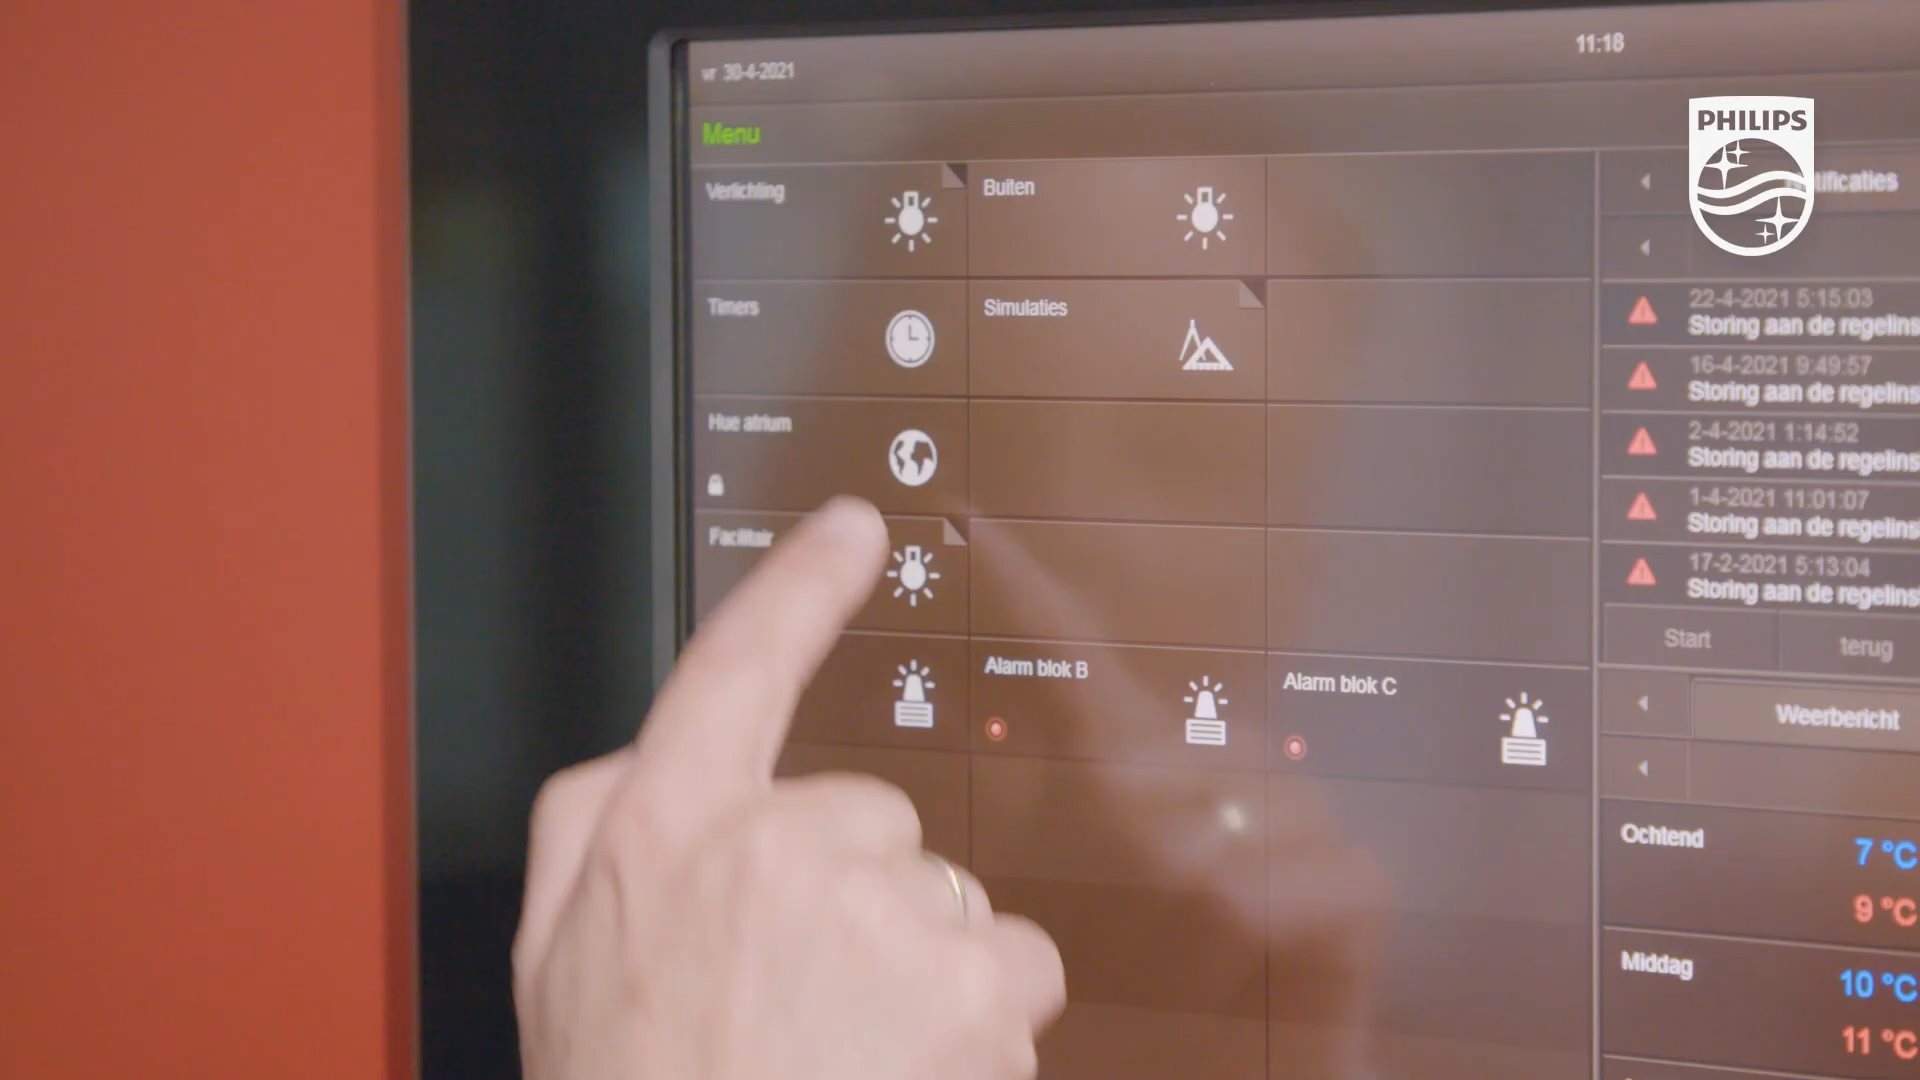 vr 30-4-2021
11:18
Menu
PHILIPS
Verlichting
Buiten
Timers
Simulaties
Hue atrium
Facilitair
Alarm blok B
Alarm blok C
22-4-2021 5:15:03
Storing aan de regelins
16-4-2021 9:49:57
Storing aan de regelins
2-4-2021 1:14:52
Storing aan de regelins
1-4-2021 11:01:07
Storing aan de regelins
17-2-2021 5:13:04
Storing aan de regelins
Start
terug
Weerbericht
Ochtend
7 °C
9 °C
Middag
10 °C
11 °C